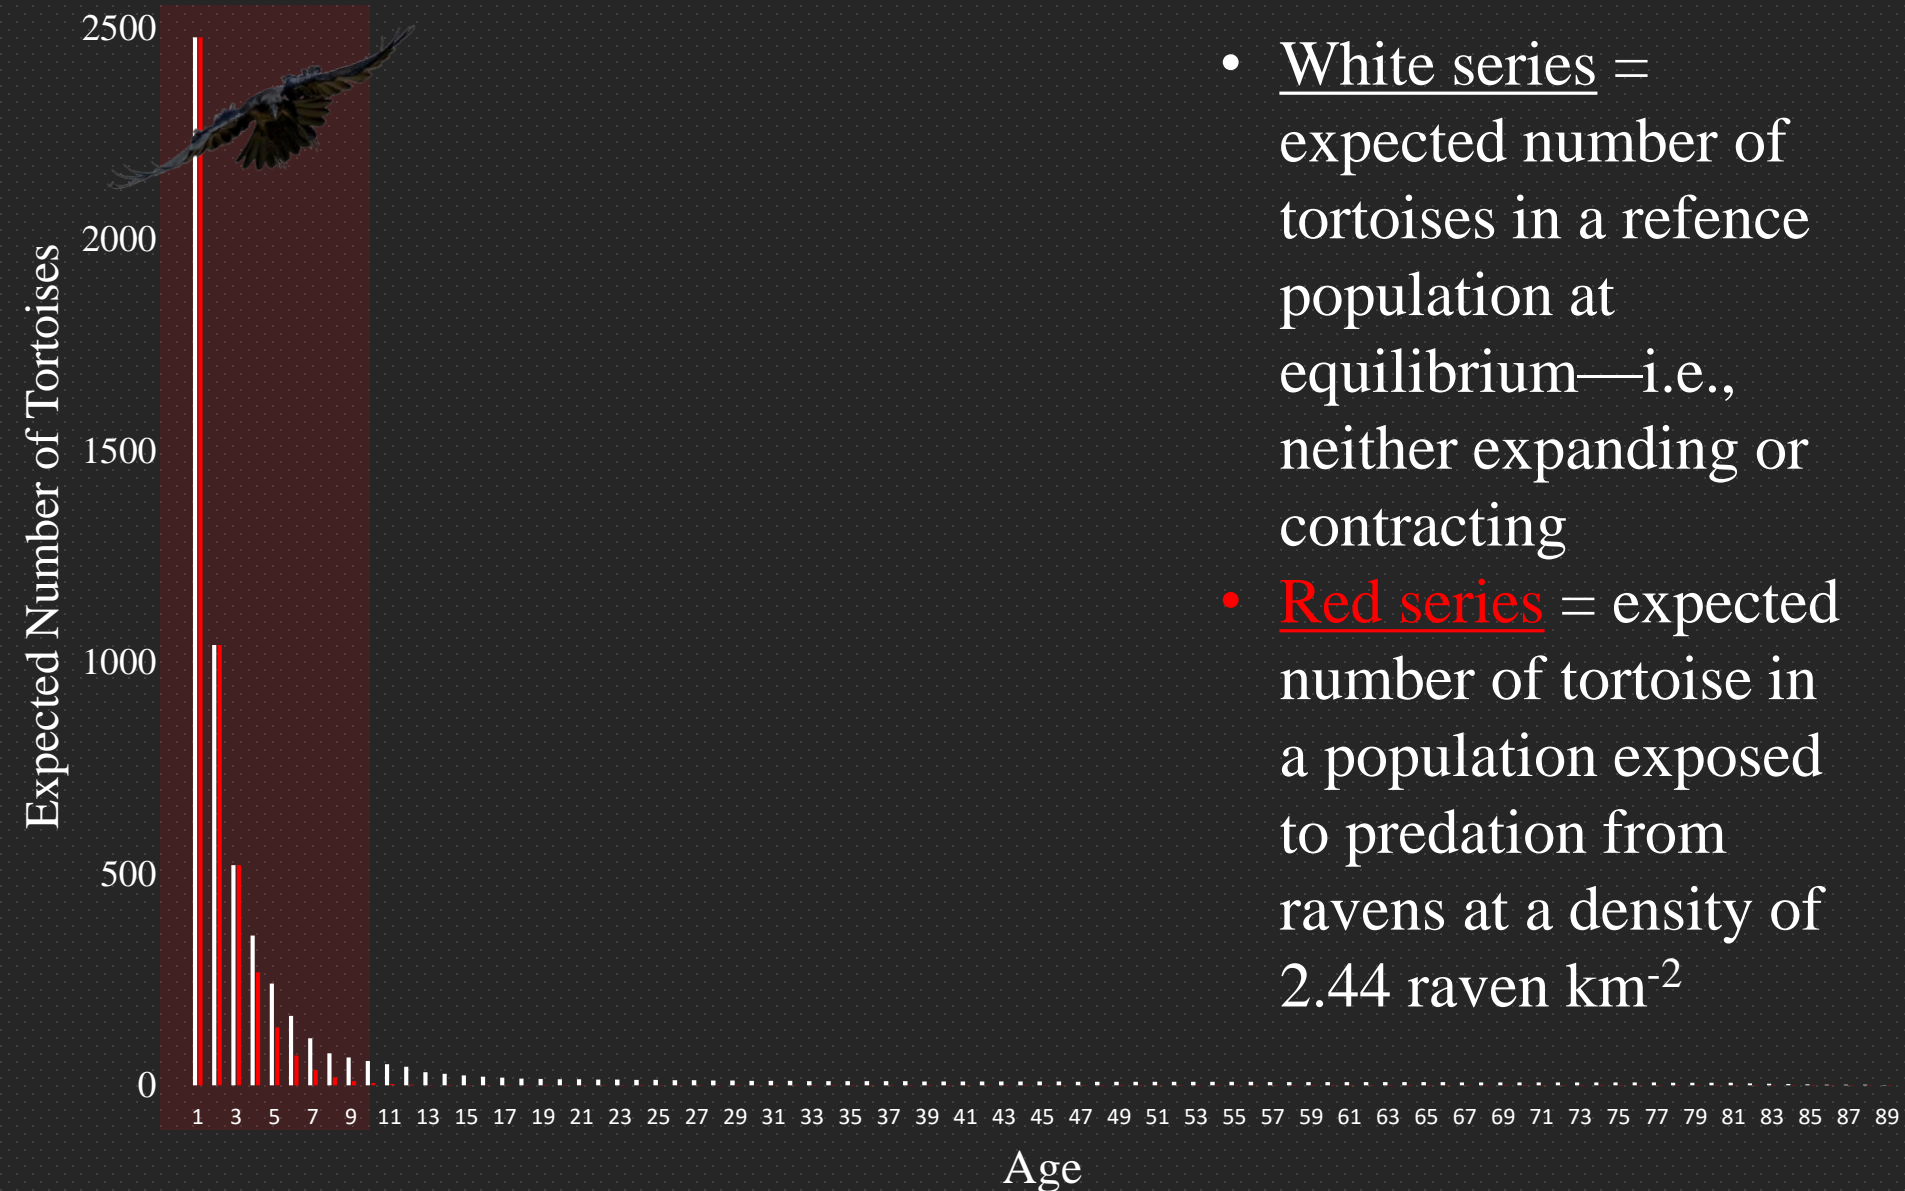 2500
2000
1500
1000
500
0
Expected Number of Tortoises
1 3 5 7 9 11 13 15 17 19 21 23 25 27 29 31 33 35 37 39 41 43 45 47 49 51 53 55 57 59 61 63 65 67 69 71 73 75 77 79 81 83 85 87 89
Age
• White series =
expected number of
tortoises in a refence
population at
equilibrium—i.e.,
neither expanding or
contracting
• Red series = expected
number of tortoise in
a population exposed
to predation from
ravens at a density of
2.44 raven km⁻²